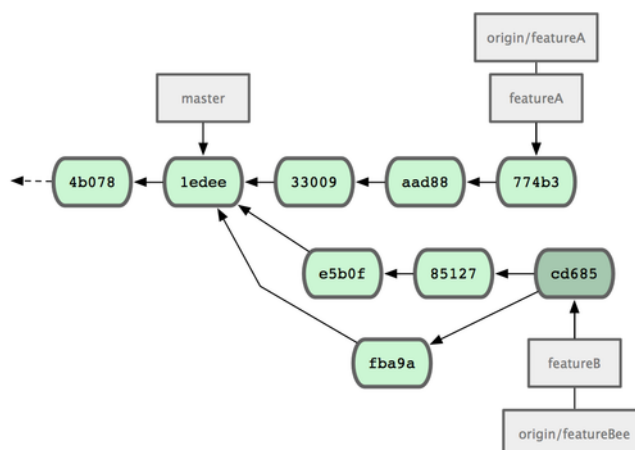 origin/featureA
master
featureA
4b078
1edee
33009
aad88
774b3
e5b0f
85127
cd685
fba9a
featureB
origin/featureBee